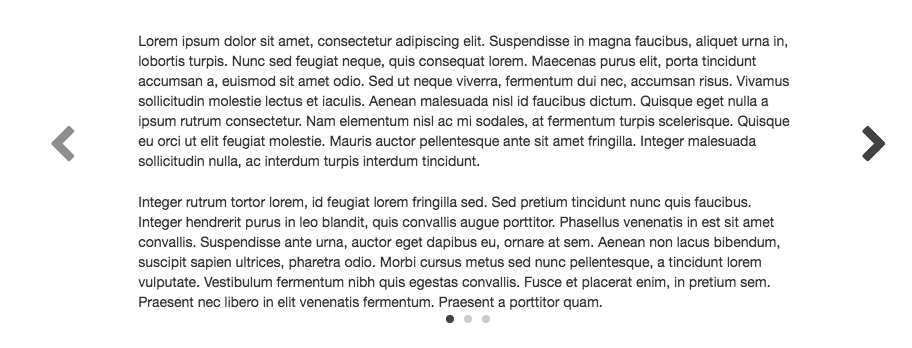 Lorem ipsum dolor sit amet, consectetur adipiscing elit. Suspendisse in magna faucibus, aliquet urna in,
lobortis turpis. Nunc sed feugiat neque, quis consequat lorem. Maecenas purus elit, porta tincidunt
accumsan a, euismod sit amet odio. Sed ut neque viverra, fermentum dui nec, accumsan risus. Vivamus
sollicitudin molestie lectus et iaculis. Aenean malesuada nisl id faucibus dictum. Quisque eget nulla a
ipsum rutrum consectetur. Nam elementum nisl ac mi sodales, at fermentum turpis scelerisque. Quisque
eu orci ut elit feugiat molestie. Mauris auctor pellentesque ante sit amet fringilla. Integer malesuada
sollicitudin nulla, ac interdum turpis interdum tincidunt.
Integer rutrum tortor lorem, id feugiat lorem fringilla sed. Sed pretium tincidunt nunc quis faucibus.
Integer hendrerit purus in leo blandit, quis convallis augue porttitor. Phasellus venenatis in est sit amet
convallis. Suspendisse ante urna, auctor eget dapibus eu, ornare at sem. Aenean non lacus bibendum,
suscipit sapien ultrices, pharetra odio. Morbi cursus metus sed nunc pellentesque, a tincidunt lorem
vulputate. Vestibulum fermentum nibh quis egestas convallis. Fusce et placerat enim, in pretium sem.
Praesent nec libero in elit venenatis fermentum. Praesent a porttitor quam.